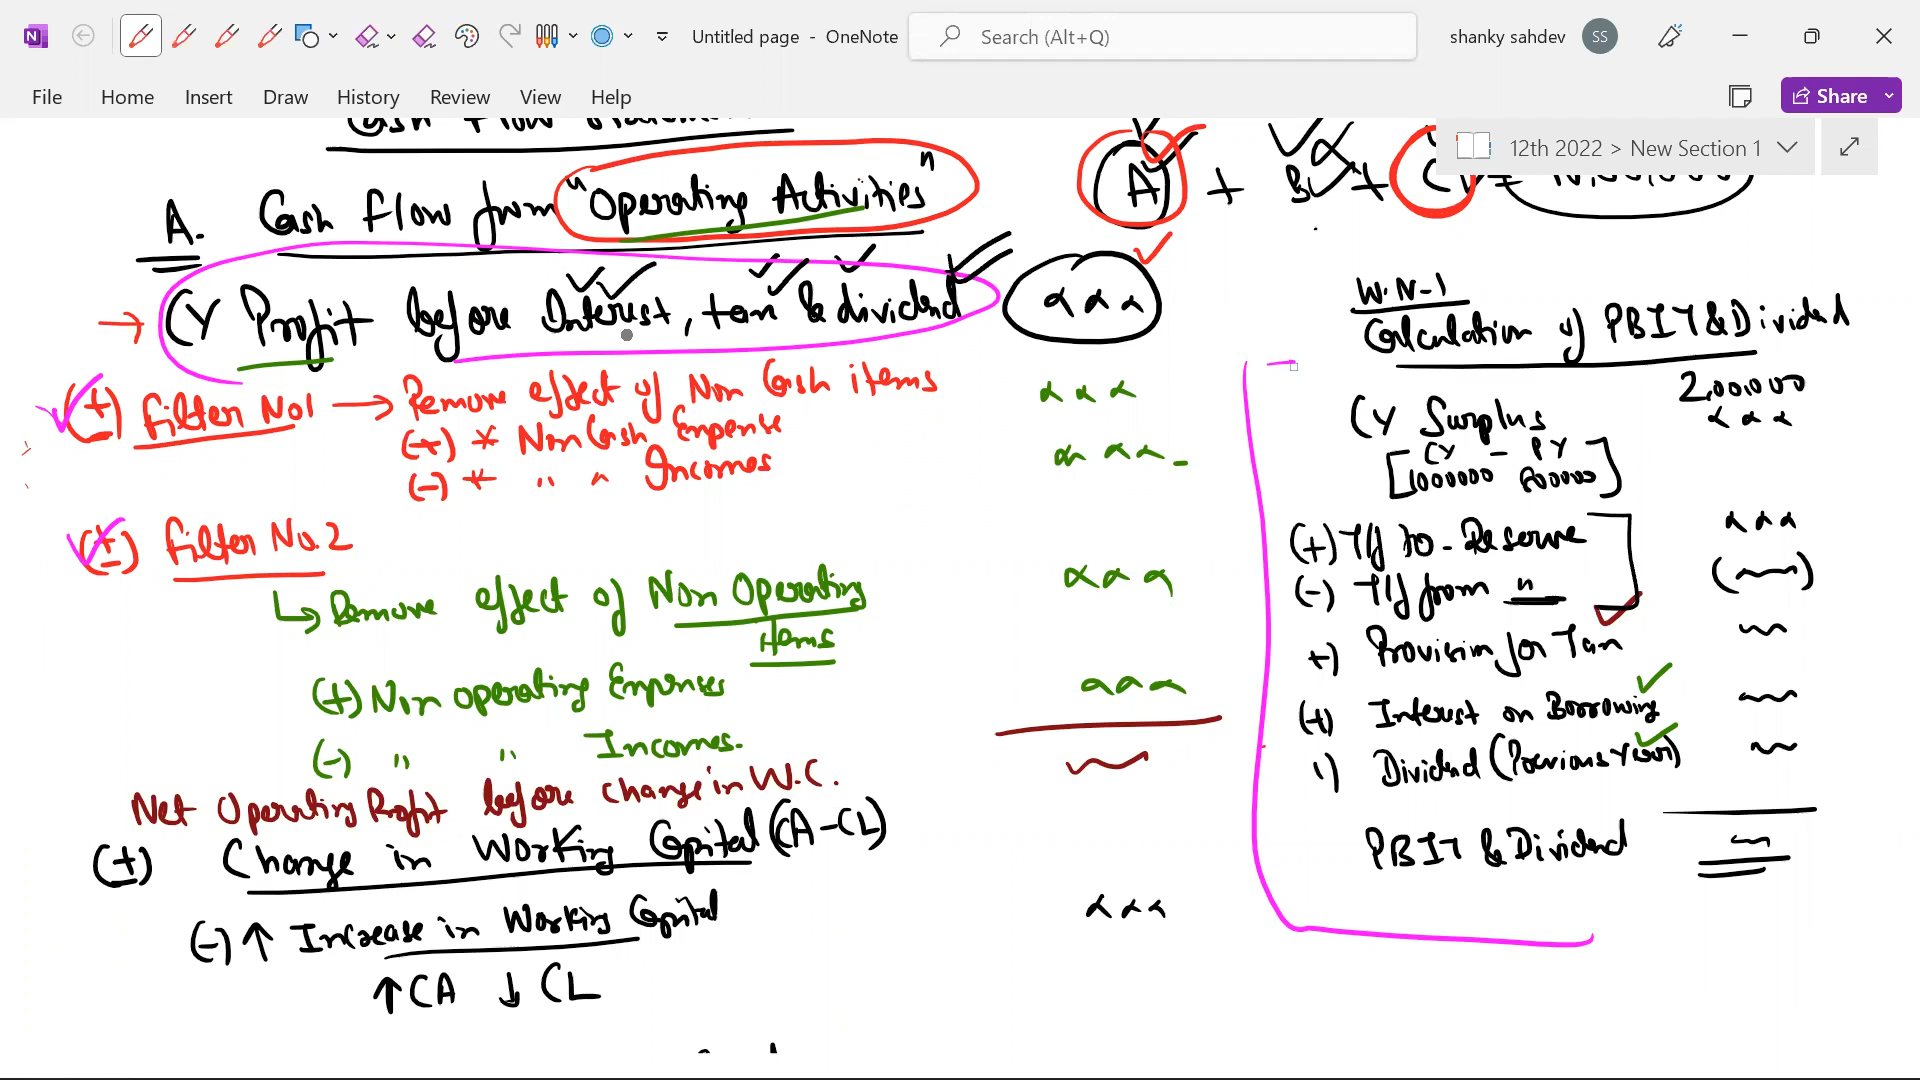 Untitled page - OneNote
Search (Alt+Q)
shanky sahdev
SS
File Home Insert Draw History Review View Help
Share
12th 2022 > New Section 1
Cash Flow
A. Cash Flow from "Operating Activities"
A + B +
CY Profit before Interest, tax & dividend
(+) Filter No1 → Remove effect of Non Cash items
(+) * Non Cash Expense
(-) * " " Incomes
(±) Filter No.2
↳ Remove effect of Non Operating
items
(+) Non operating Expenses
(-) " " Incomes.
Net Operating Profit before change in W.C.
(±) Change in Working Capital (CA-CL)
(-) ↑ Increase in Working Capital
↑ CA ↓ CL
W.N-1
Calculation of PBIT & Dividend
2,00,000
CY Surplus
CY - PY
[1000000 800000]
(+) T/f to Reserve
(-) T/f from "
+) Provision for Tax
(+) Interest on Borrowing
Dividend (Previous Year)
PBIT & Dividend